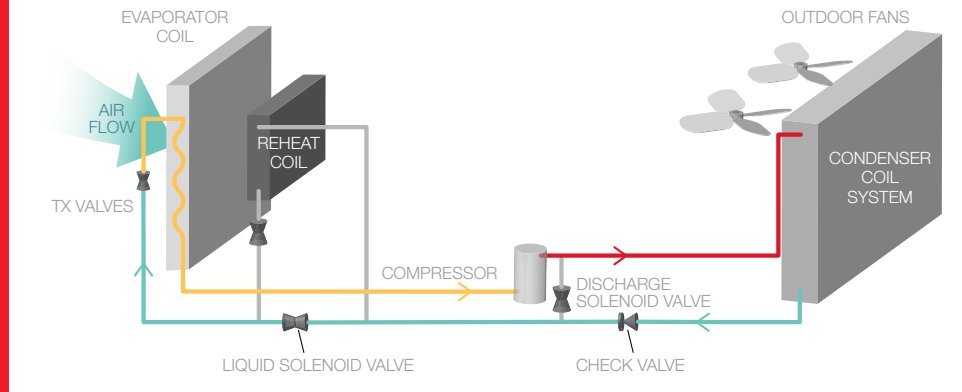 EVAPORATOR
COIL
OUTDOOR FANS
AIR
FLOW
REHEAT
COIL
CONDENSER
COIL
SYSTEM
TX VALVES
COMPRESSOR
DISCHARGE
SOLENOID VALVE
LIQUID SOLENOID VALVE
CHECK VALVE